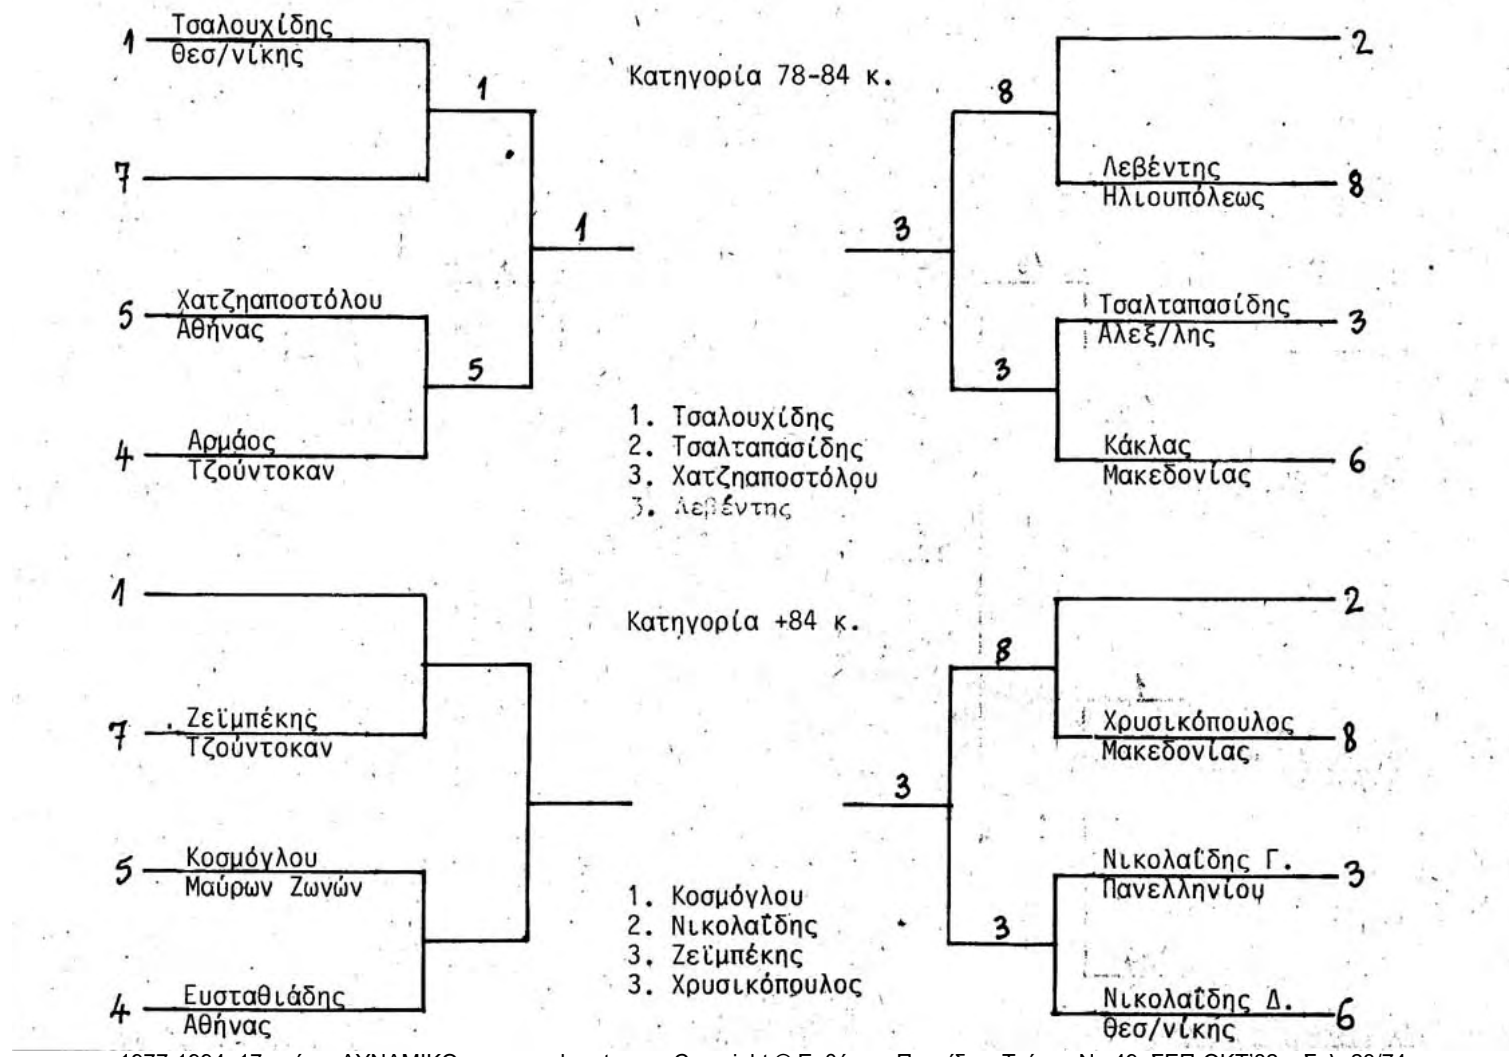 1 Τσαλουχίδης
Θεσ/νίκης
7
5 Χατζηαποστόλου
Αθήνας
4 Αρμάος
Τζούντοκαν
1
5
1
Κατηγορία 78-84 κ.
2
Λεβέντης 8
Ηλιουπόλεως
Τσαλταπασίδης 3
Αλεξ/λης
Κάκλας 6
Μακεδονίας
8
3
3
1. Τσαλουχίδης
2. Τσαλταπασίδης
3. Χατζηαποστόλου
3. Λεβέντης
1
7 Ζεϊμπέκης
Τζούντοκαν
5 Κοσμόγλου
Μαύρων Ζωνών
4 Ευσταθιάδης
Αθήνας
Κατηγορία +84 κ.
2
Χρυσικόπουλος 8
Μακεδονίας
Νικολαΐδης Γ. 3
Πανελληνίου
Νικολαΐδης Δ. 6
Θεσ/νίκής
8
3
3
1. Κοσμόγλου
2. Νικολαΐδης
3. Ζεϊμπέκης
3. Χρυσικόπουλος